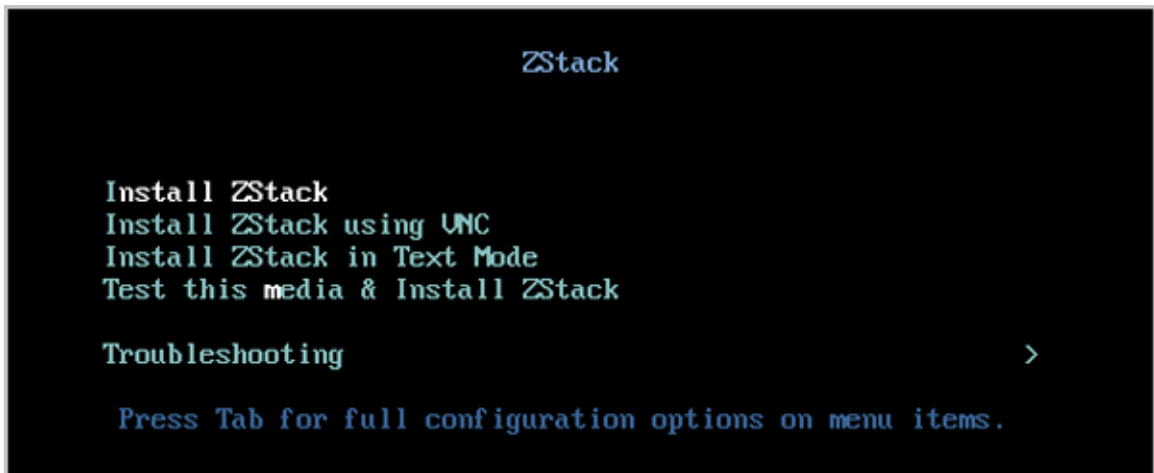 ZStack
Install ZStack
Install ZStack using VNC
Install ZStack in Text Mode
Test this media & Install ZStack
Troubleshooting >
Press Tab for full configuration options on menu items.